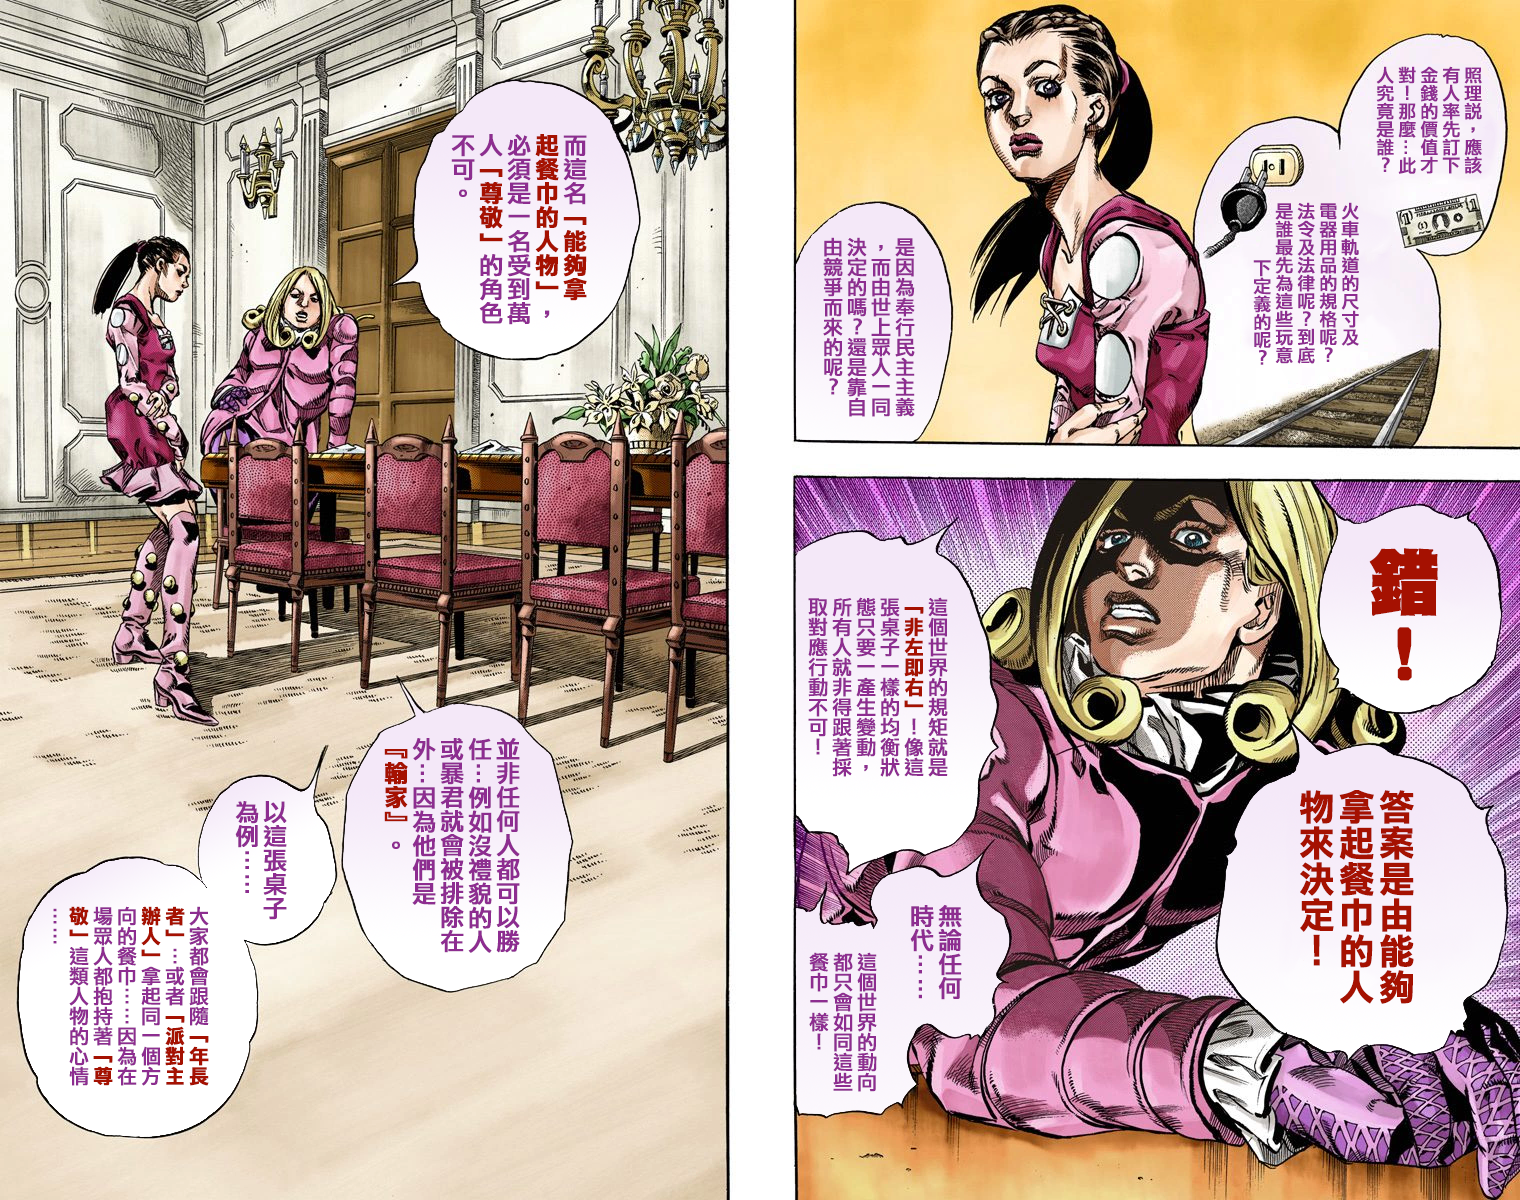 照理說，應該
有人率先訂下
金錢的價值才
對！那麼…此
人究竟是誰？
火車軌道的尺寸及
電器用品的規格呢？
法令及法律呢？到底
是誰最先為這些玩意
下定義的呢？
是因為奉行民主主義
，而由世上眾人一同
決定的嗎？還是靠自
由競爭而來的呢？
錯！
答案是由能夠
拿起餐巾的人
物來決定！
這個世界的規矩就是
「非左即右」！像這
張桌子一樣的均衡狀
態只要一產生變動，
所有人就非得跟著採
取對應行動不可！
無論任何
時代……
這個世界的動向
都只會如同這些
餐巾一樣！
而這名「能夠拿
起餐巾的人物」，
必須是一名受到萬
人「尊敬」的角色
不可。
並非任何人都可以勝
任…例如沒禮貌的人
或暴君就會被排除在
外…因為他們是
『輸家』。
以這張桌子
為例……
大家都會跟隨「年長
者」…或者「派對主
辦人」拿起同一個方
向的餐巾……因為在
場眾人都抱持著「尊
敬」這類人物的心情
……